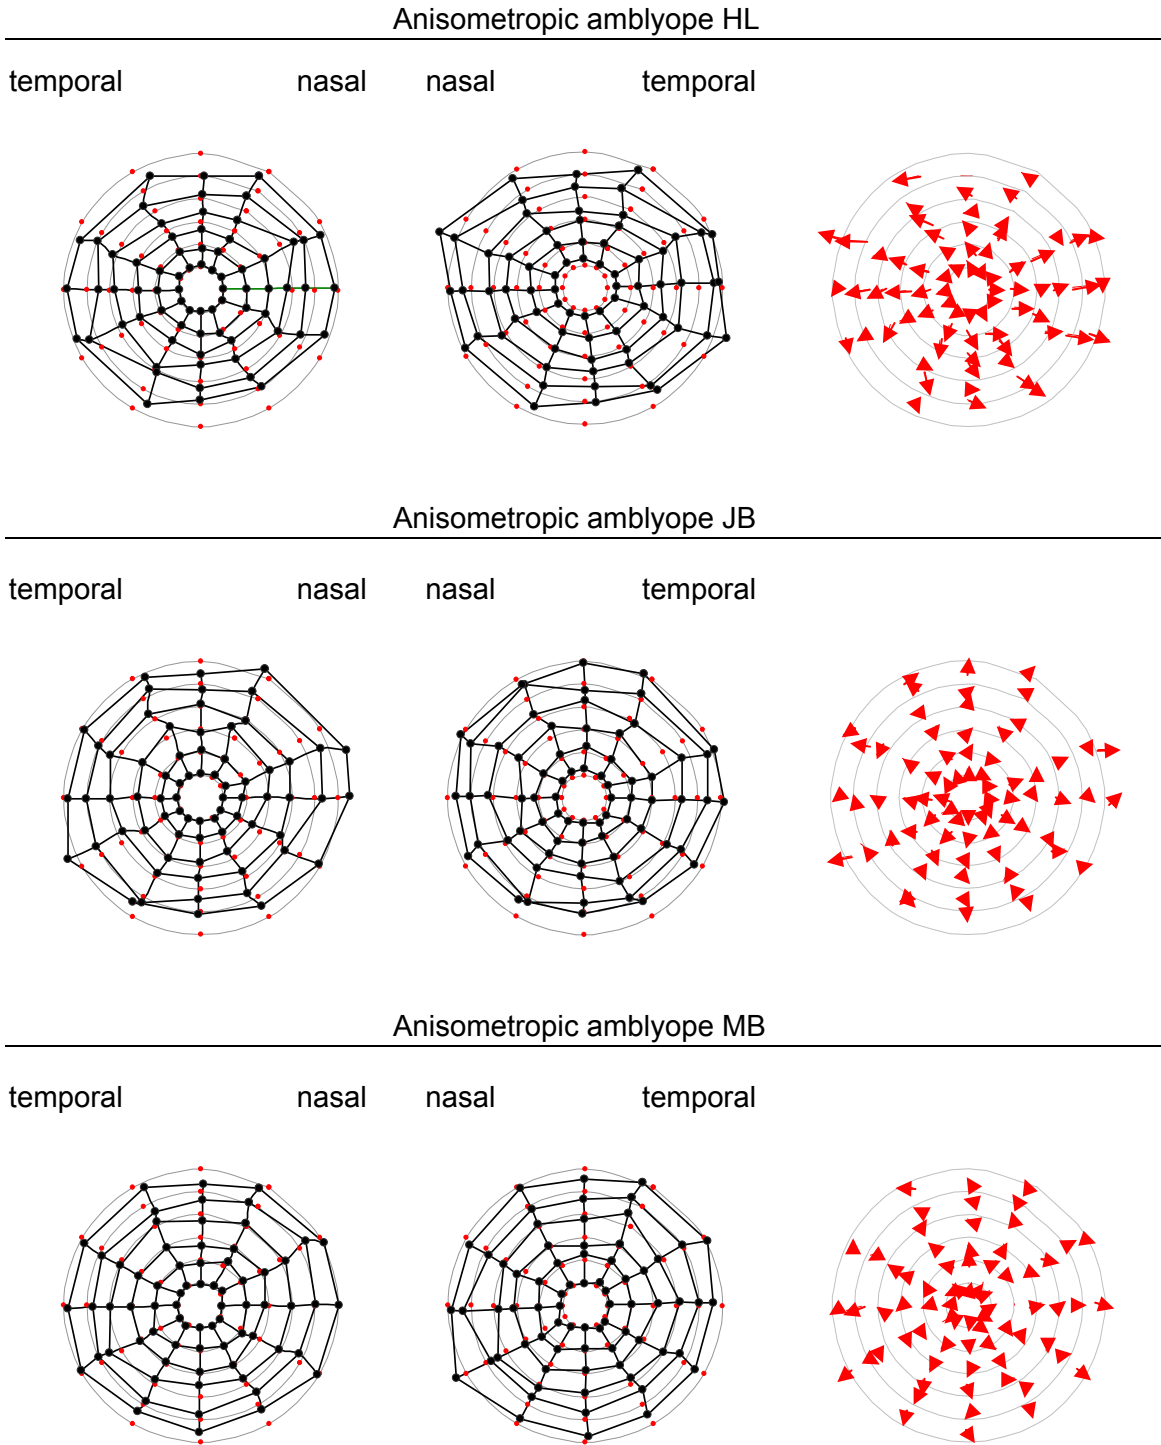 Anisometropic amblyope HL
temporal nasal nasal temporal
Anisometropic amblyope JB
temporal nasal nasal temporal
Anisometropic amblyope MB
temporal nasal nasal temporal